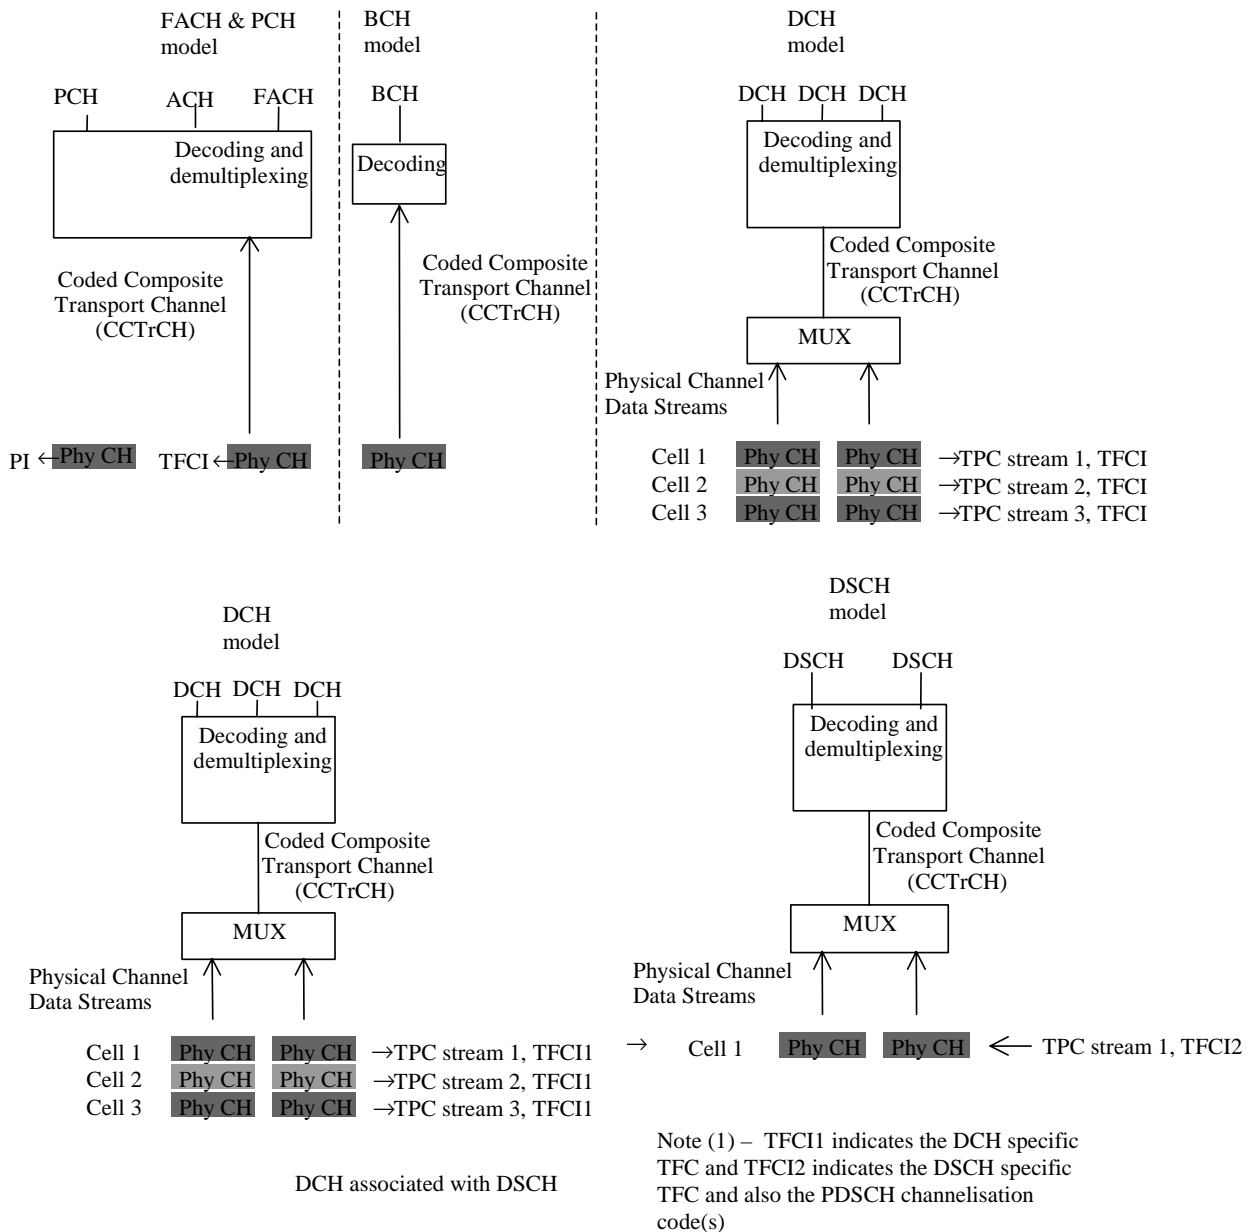 FACH & PCH
model
PCH
ACH
FACH
Decoding and
demultiplexing
Coded Composite
Transport Channel
(CCTrCH)
PI ← Phy CH
TFCI ← Phy CH
BCH
model
BCH
Decoding
Coded Composite
Transport Channel
(CCTrCH)
Phy CH
DCH
model
DCH DCH DCH
Decoding and
demultiplexing
Coded Composite
Transport Channel
(CCTrCH)
MUX
Physical Channel
Data Streams
Cell 1 Phy CH Phy CH →TPC stream 1, TFCI
Cell 2 Phy CH Phy CH →TPC stream 2, TFCI
Cell 3 Phy CH Phy CH →TPC stream 3, TFCI
DCH
model
DCH DCH DCH
Decoding and
demultiplexing
Coded Composite
Transport Channel
(CCTrCH)
MUX
Physical Channel
Data Streams
Cell 1 Phy CH Phy CH →TPC stream 1, TFCI1
Cell 2 Phy CH Phy CH →TPC stream 2, TFCI1
Cell 3 Phy CH Phy CH →TPC stream 3, TFCI1
DCH associated with DSCH
DSCH
model
DSCH DSCH
Decoding and
demultiplexing
Coded Composite
Transport Channel
(CCTrCH)
MUX
Physical Channel
Data Streams
→ Cell 1 Phy CH Phy CH ← TPC stream 1, TFCI2
Note (1) – TFCI1 indicates the DCH specific
TFC and TFCI2 indicates the DSCH specific
TFC and also the PDSCH channelisation
code(s)